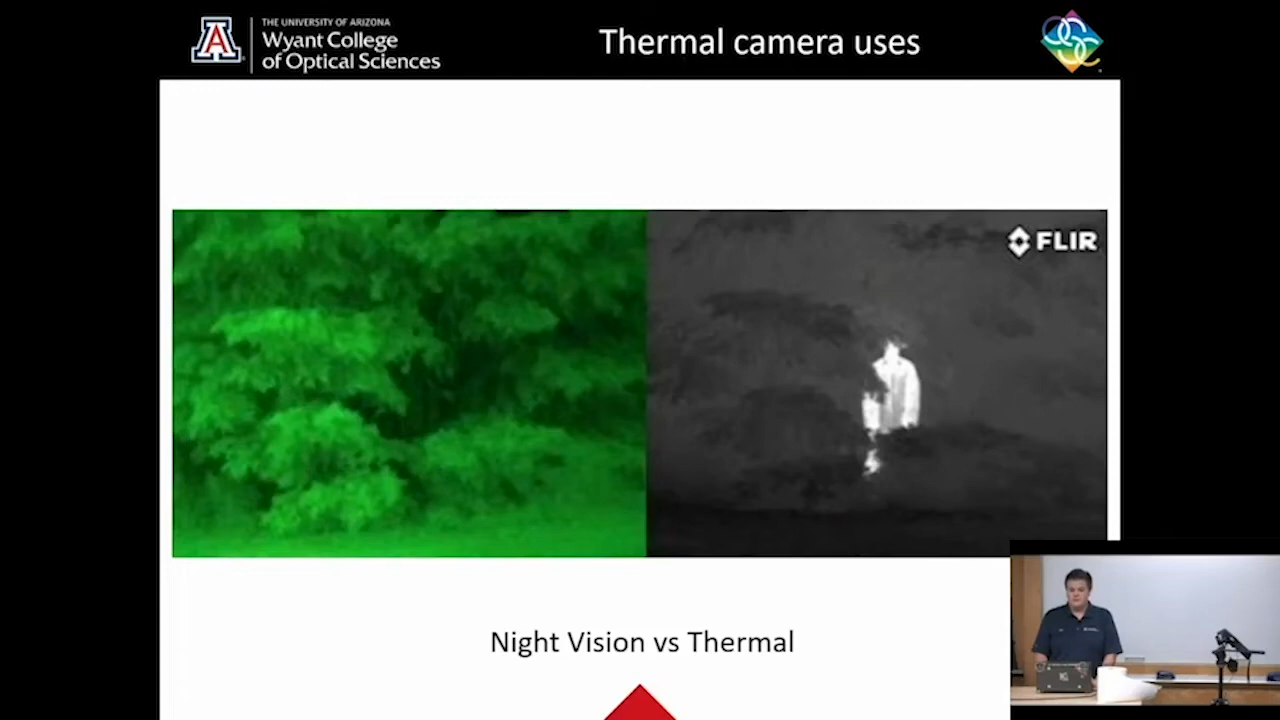 THE UNIVERSITY OF ARIZONA
Wyant College
of Optical Sciences
Thermal camera uses
FLIR
Night Vision vs Thermal